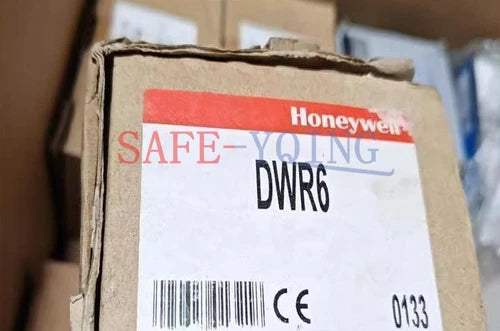 Honeywell
SAFE-YQING
DWR6
CE
0133